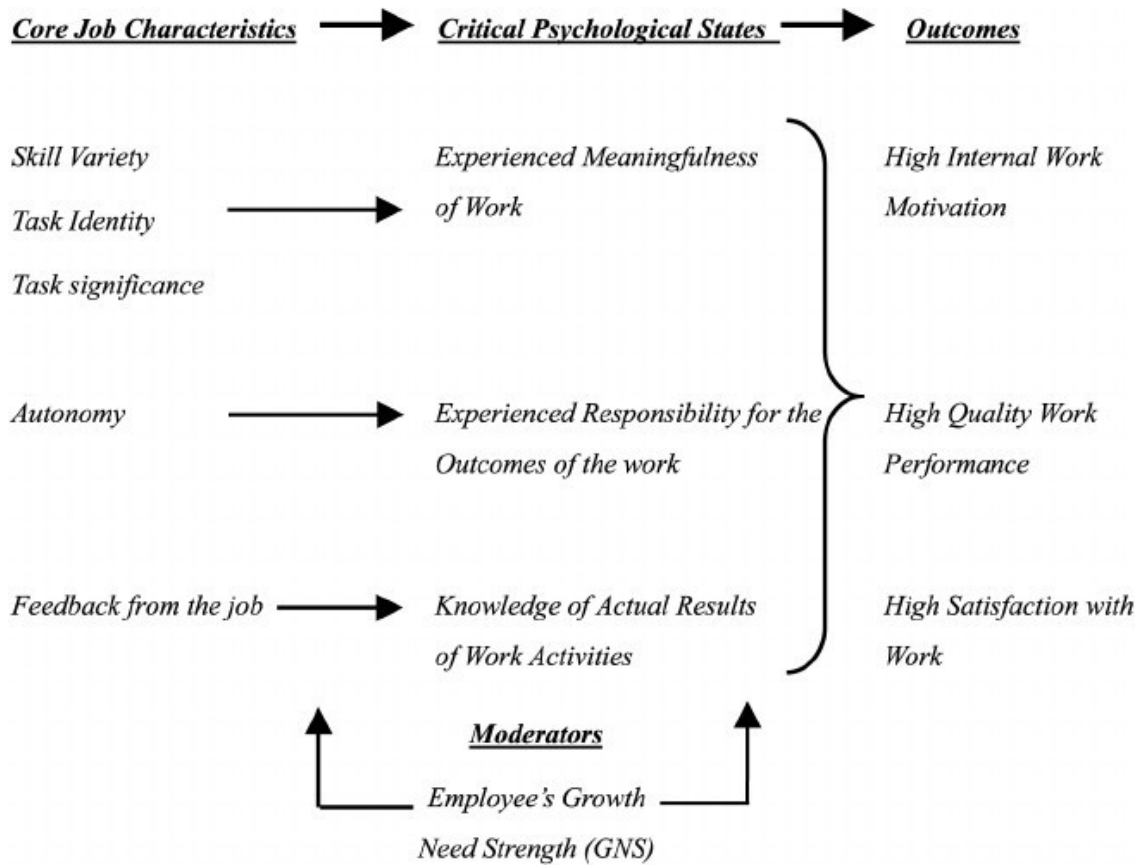 Core Job Characteristics
Critical Psychological States
Outcomes
Skill Variety
Task Identity
Task significance
Experienced Meaningfulness
of Work
High Internal Work
Motivation
Autonomy
Experienced Responsibility for the
Outcomes of the work
High Quality Work
Performance
Feedback from the job
Knowledge of Actual Results
of Work Activities
High Satisfaction with
Work
Moderators
Employee's Growth
Need Strength (GNS)